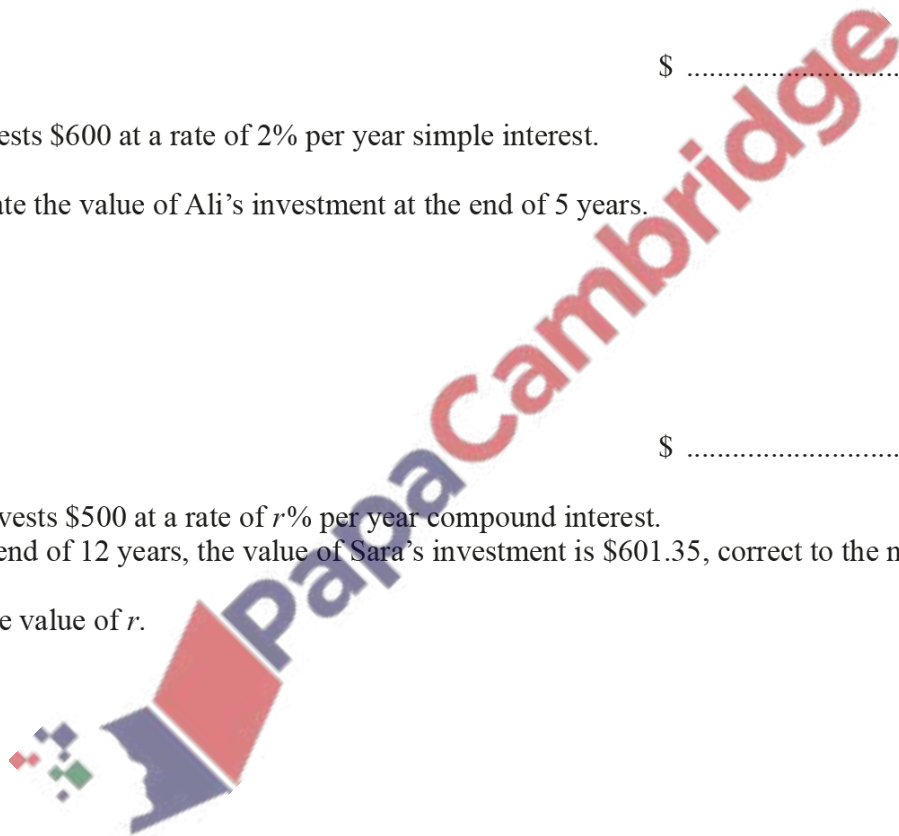 $ ............................
ests $600 at a rate of 2% per year simple interest.
ate the value of Ali’s investment at the end of 5 years.
$ ............................
vests $500 at a rate of r% per year compound interest.
end of 12 years, the value of Sara’s investment is $601.35, correct to the n
e value of r.
PapaCambridge